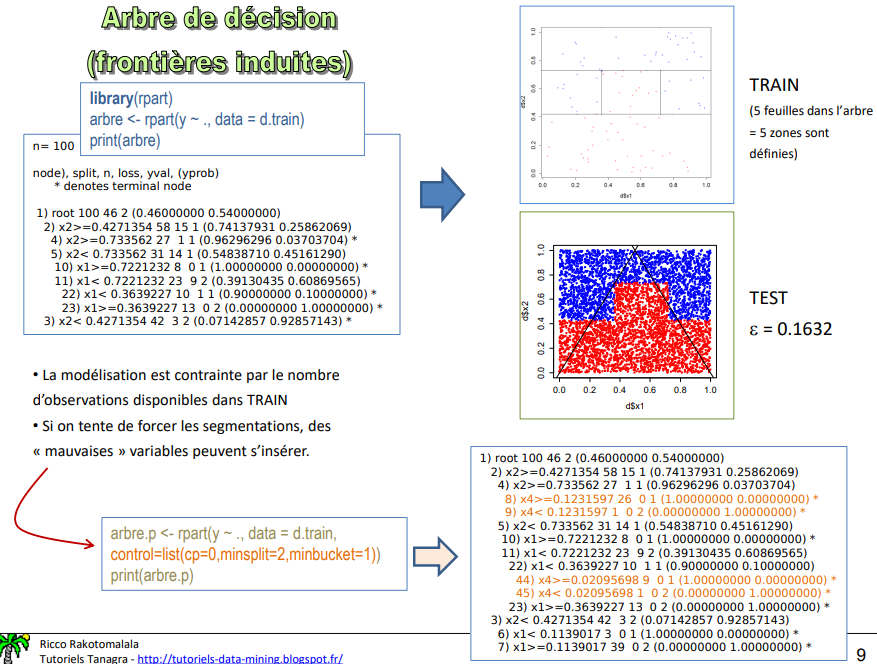 Arbre de décision
(frontières induites)
library(rpart)
arbre <- rpart(y ~ ., data = d.train)
print(arbre)
n= 100
node), split, n, loss, yval, (yprob)
* denotes terminal node
1) root 100 46 2 (0.46000000 0.54000000)
2) x2>=0.4271354 58 15 1 (0.74137931 0.25862069)
4) x2>=0.733562 27 1 1 (0.96296296 0.03703704) *
5) x2< 0.733562 31 14 1 (0.54838710 0.45161290)
10) x1>=0.7221232 8 0 1 (1.00000000 0.00000000) *
11) x1< 0.7221232 23 9 2 (0.39130435 0.60869565)
22) x1< 0.3639227 10 1 1 (0.90000000 0.10000000) *
23) x1>=0.3639227 13 0 2 (0.00000000 1.00000000) *
3) x2< 0.4271354 42 3 2 (0.07142857 0.92857143) *
d$x2
0.0 0.2 0.4 0.6 0.8 1.0
0.0 0.2 0.4 0.6 0.8 1.0
d$x1
TRAIN
(5 feuilles dans l'arbre
= 5 zones sont
définies)
d$x2
0.0 0.2 0.4 0.6 0.8 1.0
0.0 0.2 0.4 0.6 0.8 1.0
d$x1
TEST
ε = 0.1632
• La modélisation est contrainte par le nombre
d'observations disponibles dans TRAIN
• Si on tente de forcer les segmentations, des
« mauvaises » variables peuvent s'insérer.
arbre.p <- rpart(y ~ ., data = d.train,
control=list(cp=0,minsplit=2,minbucket=1))
print(arbre.p)
1) root 100 46 2 (0.46000000 0.54000000)
2) x2>=0.4271354 58 15 1 (0.74137931 0.25862069)
4) x2>=0.733562 27 1 1 (0.96296296 0.03703704)
8) x4>=0.1231597 26 0 1 (1.00000000 0.00000000) *
9) x4< 0.1231597 1 0 2 (0.00000000 1.00000000) *
5) x2< 0.733562 31 14 1 (0.54838710 0.45161290)
10) x1>=0.7221232 8 0 1 (1.00000000 0.00000000) *
11) x1< 0.7221232 23 9 2 (0.39130435 0.60869565)
22) x1< 0.3639227 10 1 1 (0.90000000 0.10000000)
44) x4>=0.02095698 9 0 1 (1.00000000 0.00000000) *
45) x4< 0.02095698 1 0 2 (0.00000000 1.00000000) *
23) x1>=0.3639227 13 0 2 (0.00000000 1.00000000) *
3) x2< 0.4271354 42 3 2 (0.07142857 0.92857143)
6) x1< 0.1139017 3 0 1 (1.00000000 0.00000000) *
7) x1>=0.1139017 39 0 2 (0.00000000 1.00000000) *
Ricco Rakotomalala
Tutoriels Tanagra - http://tutoriels-data-mining.blogspot.fr/
9